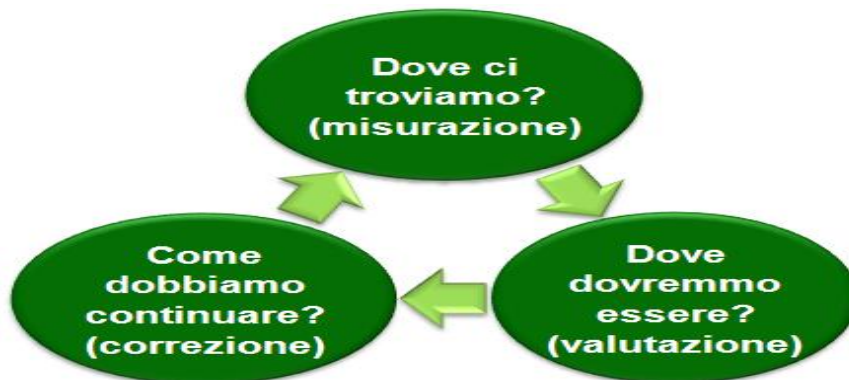 Dove ci
troviamo?
(misurazione)
Come
dobbiamo
continuare?
(correzione)
Dove
dovremmo
essere?
(valutazione)